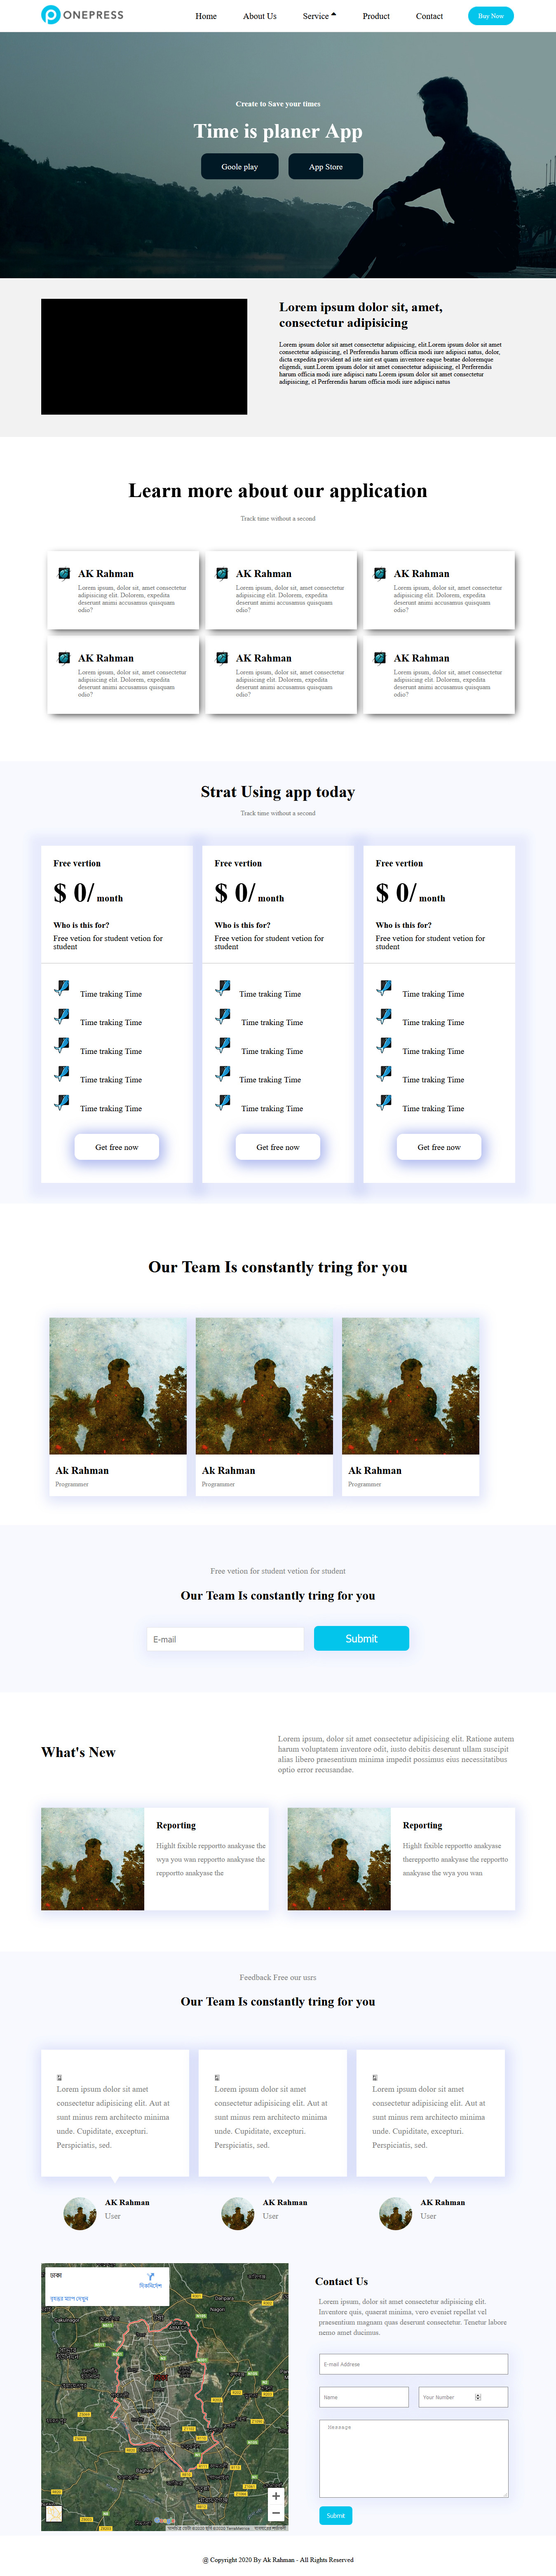 ONEPRESS
Home About Us Service Product Contact Buy Now
Create to Save your times
Time is planer App
Goole play App Store
Lorem ipsum dolor sit, amet,
consectetur adipisicing
Lorem ipsum dolor sit amet consectetur adipisicing, elit.Lorem ipsum dolor sit amet
consectetur adipisicing, el Perferendis harum officia modi iure adipisci natus, dolor,
dicta expedita provident ad iste sint est quam inventore eaque beatae doloremque
eligendi, sunt.Lorem ipsum dolor sit amet consectetur adipisicing, el Perferendis
harum officia modi iure adipisci natu Lorem ipsum dolor sit amet consectetur
adipisicing, el Perferendis harum officia modi iure adipisci natus
Learn more about our application
Track time without a second
AK Rahman
Lorem ipsum, dolor sit, amet consectetur
adipisicing elit. Dolorem, expedita
deserunt animi accusamus quisquam
odio?
AK Rahman
Lorem ipsum, dolor sit, amet consectetur
adipisicing elit. Dolorem, expedita
deserunt animi accusamus quisquam
odio?
AK Rahman
Lorem ipsum, dolor sit, amet consectetur
adipisicing elit. Dolorem, expedita
deserunt animi accusamus quisquam
odio?
AK Rahman
Lorem ipsum, dolor sit, amet consectetur
adipisicing elit. Dolorem, expedita
deserunt animi accusamus quisquam
odio?
AK Rahman
Lorem ipsum, dolor sit, amet consectetur
adipisicing elit. Dolorem, expedita
deserunt animi accusamus quisquam
odio?
AK Rahman
Lorem ipsum, dolor sit, amet consectetur
adipisicing elit. Dolorem, expedita
deserunt animi accusamus quisquam
odio?
Strat Using app today
Track time without a second
Free vertion
$ 0/ month
Who is this for?
Free vetion for student vetion for
student
Time traking Time
Time traking Time
Time traking Time
Time traking Time
Time traking Time
Get free now
Free vertion
$ 0/ month
Who is this for?
Free vetion for student vetion for
student
Time traking Time
Time traking Time
Time traking Time
Time traking Time
Time traking Time
Get free now
Free vertion
$ 0/ month
Who is this for?
Free vetion for student vetion for
student
Time traking Time
Time traking Time
Time traking Time
Time traking Time
Time traking Time
Get free now
Our Team Is constantly tring for you
Ak Rahman
Programmer
Ak Rahman
Programmer
Ak Rahman
Programmer
Free vetion for student vetion for student
Our Team Is constantly tring for you
E-mail Submit
What's New
Lorem ipsum, dolor sit amet consectetur adipisicing elit. Ratione autem
harum voluptatem inventore odit, iusto debitis deserunt ullam suscipit
alias libero praesentium minima impedit possimus eius necessitatibus
optio error recusandae.
Reporting
Highlt fixible repportto anakyase the
wya you wan repportto anakyase the
repportto anakyase the
Reporting
Highlt fixible repportto anakyase
therepportto anakyase the repportto
anakyase the wya you wan
Feedback Free our usrs
Our Team Is constantly tring for you
Lorem ipsum dolor sit amet
consectetur adipisicing elit. Aut at
sunt minus rem architecto minima
unde. Cupiditate, excepturi.
Perspiciatis, sed.
AK Rahman
User
Lorem ipsum dolor sit amet
consectetur adipisicing elit. Aut at
sunt minus rem architecto minima
unde. Cupiditate, excepturi.
Perspiciatis, sed.
AK Rahman
User
Lorem ipsum dolor sit amet
consectetur adipisicing elit. Aut at
sunt minus rem architecto minima
unde. Cupiditate, excepturi.
Perspiciatis, sed.
AK Rahman
User
ঢাকা
দিকনির্দেশ
বৃহত্তর ম্যাপে দেখুন
Contact Us
Lorem ipsum, dolor sit amet consectetur adipisicing elit.
Inventore quis, quaerat minima, vero eveniet repellat vel
praesentium magnam quas deserunt consectetur. Tenetur labore
nemo amet ducimus.
E-mail Addrese
Name Your Number
Message
Submit
@ Copyright 2020 By Ak Rahman - All Rights Reserved